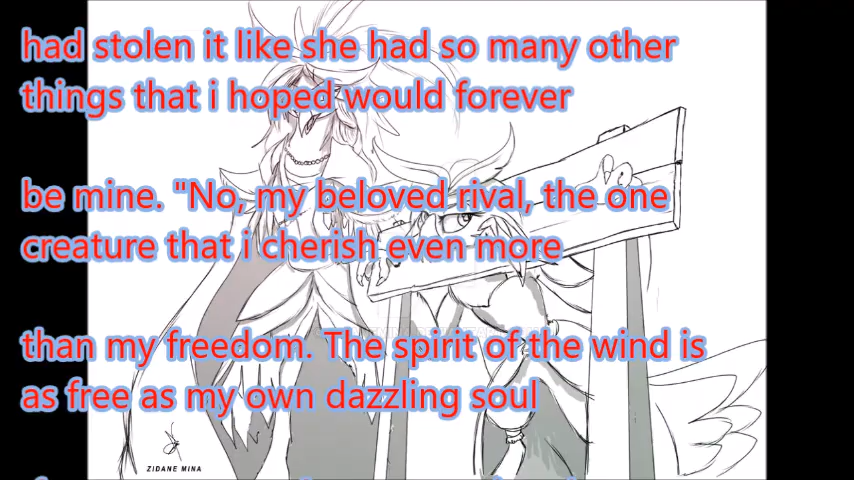 had stolen it like she had so many other
things that i hoped would forever
be mine. "No, my beloved rival, the one
creature that i cherish even more
than my freedom. The spirit of the wind is
as free as my own dazzling soul
ZIDANE MINA